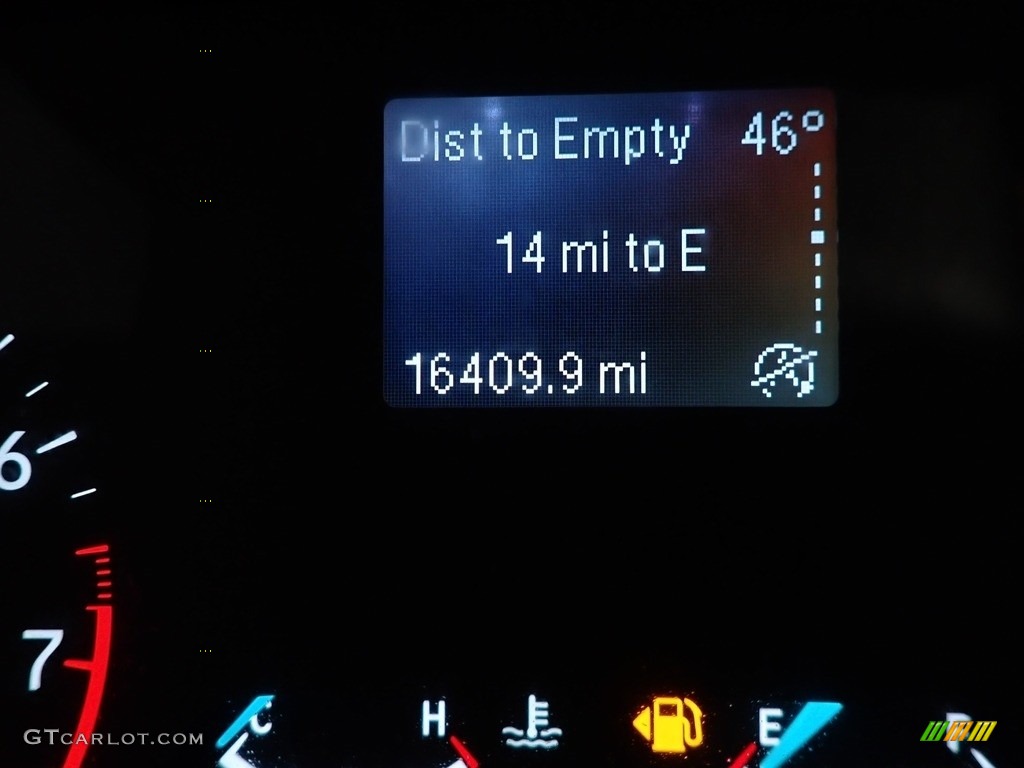 Dist to Empty 46°
14 mi to E
16409.9 mi
6
7
C H E
GTCARLOT.COM